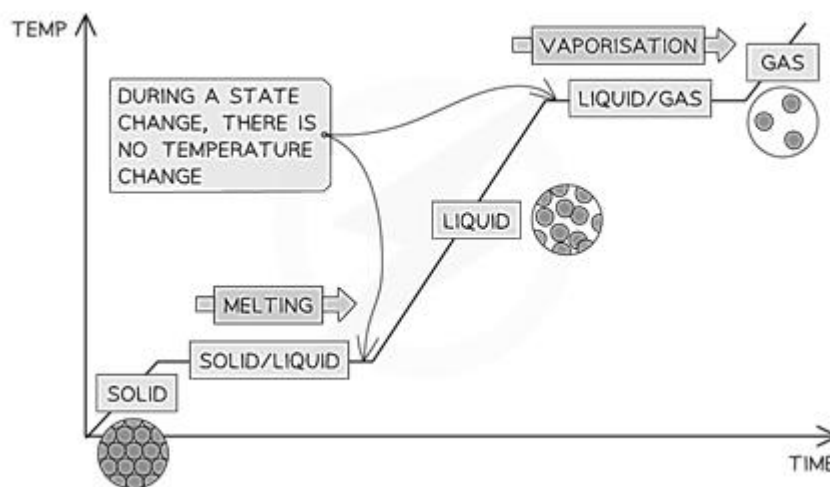 TEMP
VAPORISATION
GAS
DURING A STATE
CHANGE, THERE IS
NO TEMPERATURE
CHANGE
LIQUID/GAS
LIQUID
MELTING
SOLID/LIQUID
SOLID
TIME